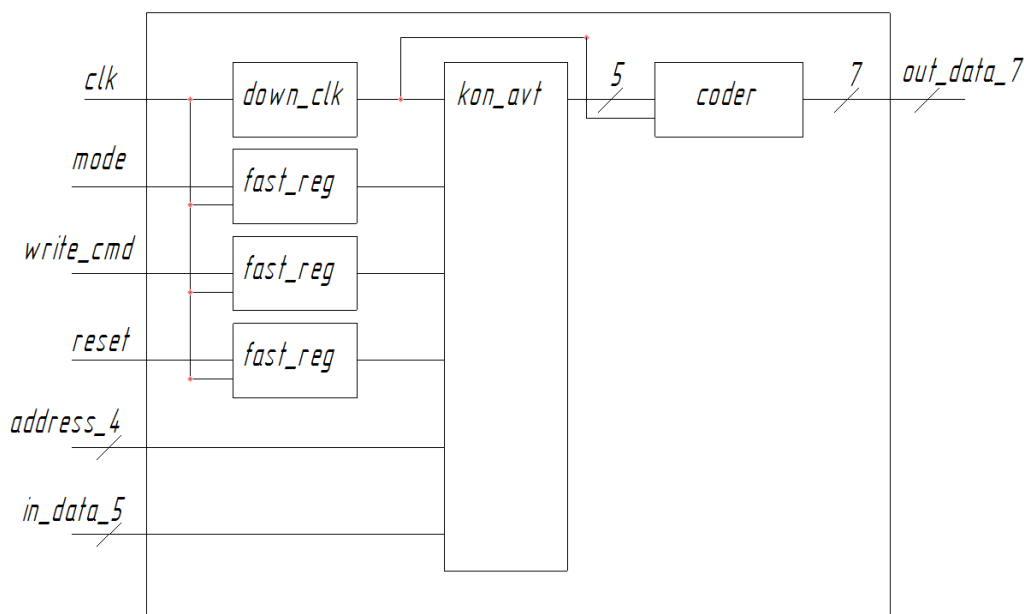 clk
down_clk
kon_avt
5
coder
7
out_data_7
mode
fast_reg
write_cmd
fast_reg
reset
fast_reg
address_4
in_data_5